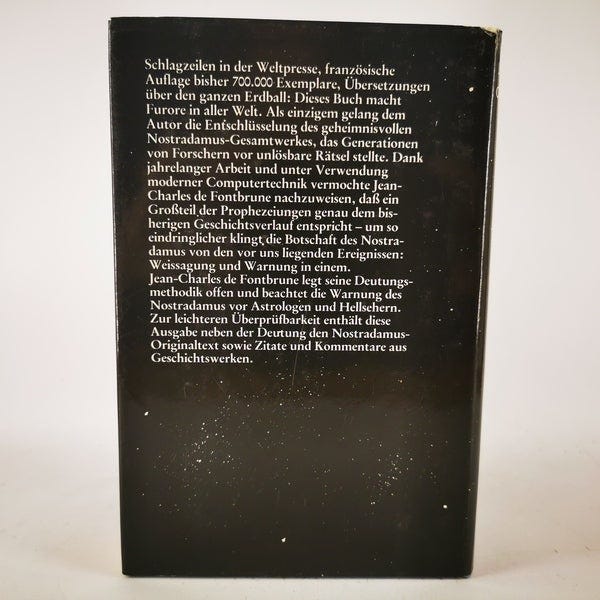 Schlagzeilen in der Weltpresse, französische
Auflage bisher 700.000 Exemplare, Übersetzungen
über den ganzen Erdball: Dieses Buch macht
Furore in aller Welt. Als einzigem gelang dem
Autor die Entschlüsselung des geheimnisvollen
Nostradamus-Gesamtwerkes, das Generationen
von Forschern vor unlösbare Rätsel stellte. Dank
jahrelanger Arbeit und unter Verwendung
moderner Computertechnik vermochte Jean-
Charles de Fontbrune nachzuweisen, daß ein
Großteil der Prophezeiungen genau dem bis-
herigen Geschichtsverlauf entspricht – um so
eindringlicher klingt die Botschaft des Nostra-
damus von den vor uns liegenden Ereignissen:
Weissagung und Warnung in einem.
Jean-Charles de Fontbrune legt seine Deutungs-
methodik offen und beachtet die Warnung des
Nostradamus vor Astrologen und Hellsehern.
Zur leichteren Überprüfbarkeit enthält diese
Ausgabe neben der Deutung den Nostradamus-
Originaltext sowie Zitate und Kommentare aus
Geschichtswerken.